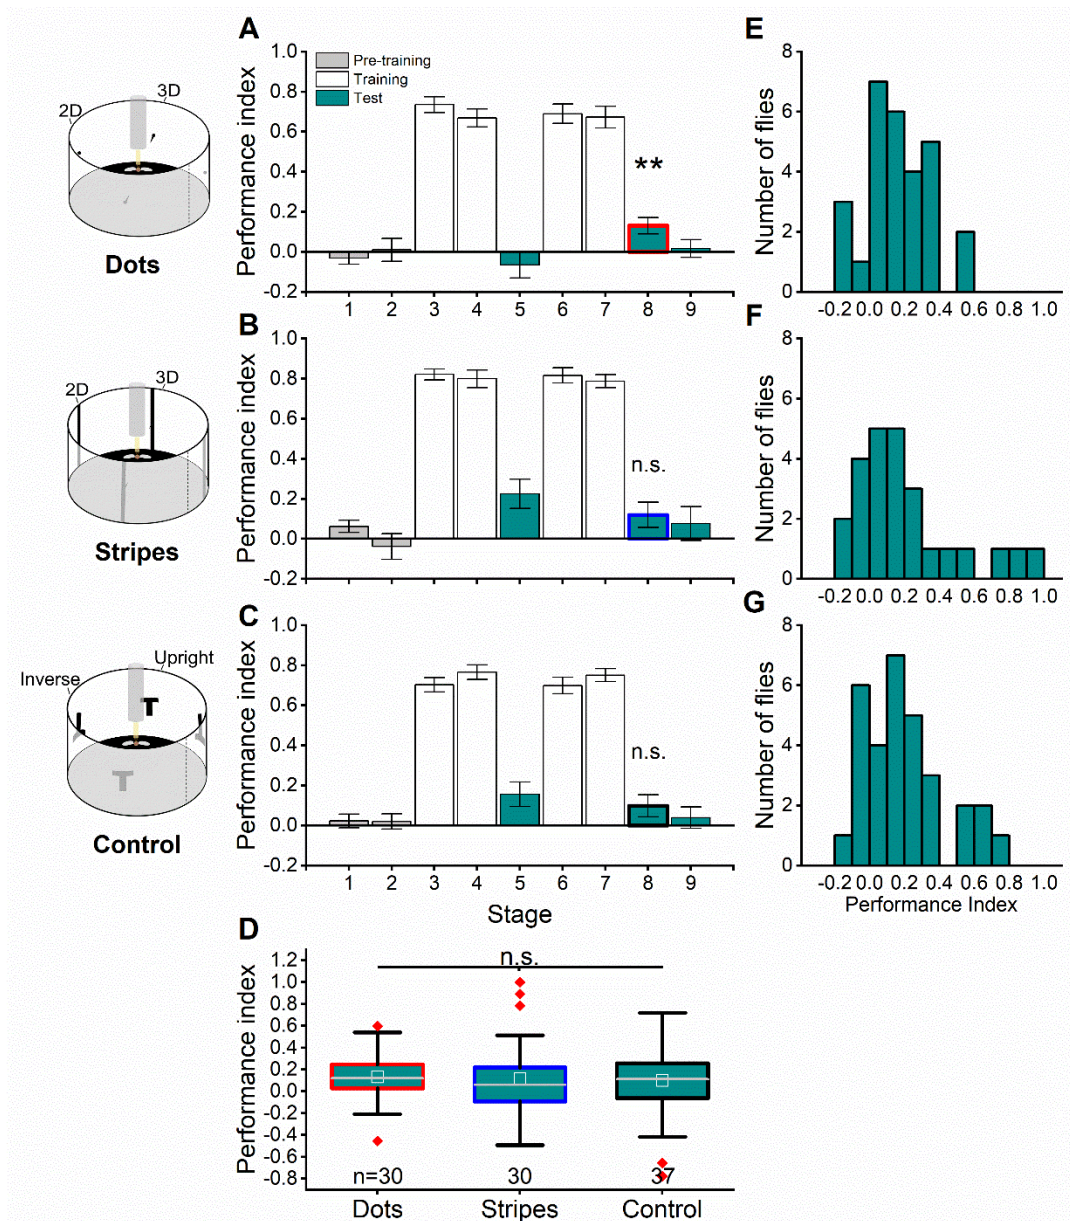 A
1.0
0.8
0.6
0.4
0.2
0.0
-0.2
Performance index
Pre-training
Training
Test
**
1 2 3 4 5 6 7 8 9
2D
3D
Dots
E
8
6
4
2
0
Number of flies
-0.2 0.0 0.2 0.4 0.6 0.8 1.0
B
1.0
0.8
0.6
0.4
0.2
0.0
-0.2
Performance index
n.s.
1 2 3 4 5 6 7 8 9
2D
3D
Stripes
F
8
6
4
2
0
Number of flies
-0.2 0.0 0.2 0.4 0.6 0.8 1.0
C
1.0
0.8
0.6
0.4
0.2
0.0
-0.2
Performance index
n.s.
1 2 3 4 5 6 7 8 9
Stage
Inverse
Upright
T
T
Control
G
8
6
4
2
0
Number of flies
-0.2 0.0 0.2 0.4 0.6 0.8 1.0
Performance Index
D
1.2
1.0
0.8
0.6
0.4
0.2
0.0
-0.2
-0.4
-0.6
-0.8
Performance index
n.s.
n=30 30 37
Dots Stripes Control